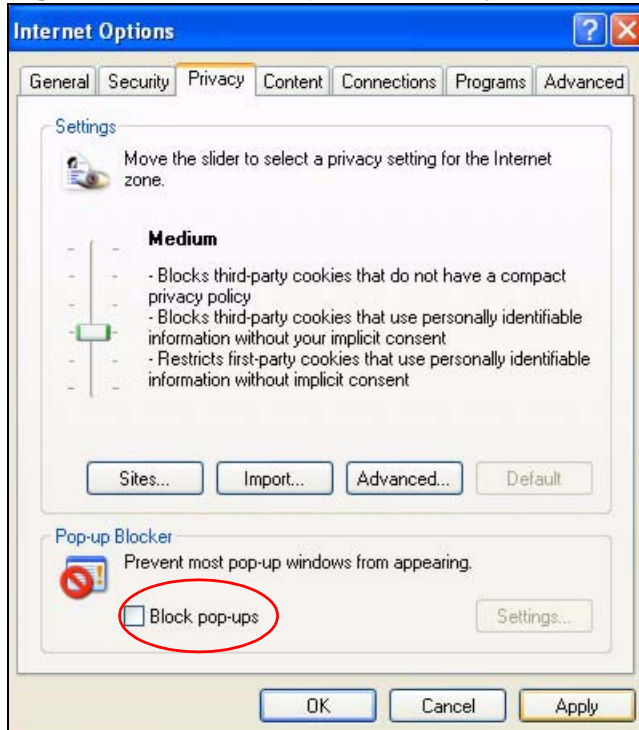 Internet Options
General Security Privacy Content Connections Programs Advanced
Settings
Move the slider to select a privacy setting for the Internet
zone.
Medium
- Blocks third-party cookies that do not have a compact
privacy policy
- Blocks third-party cookies that use personally identifiable
information without your implicit consent
- Restricts first-party cookies that use personally identifiable
information without implicit consent
Sites... Import... Advanced... Default
Pop-up Blocker
Prevent most pop-up windows from appearing.
Block pop-ups Settings...
OK Cancel Apply